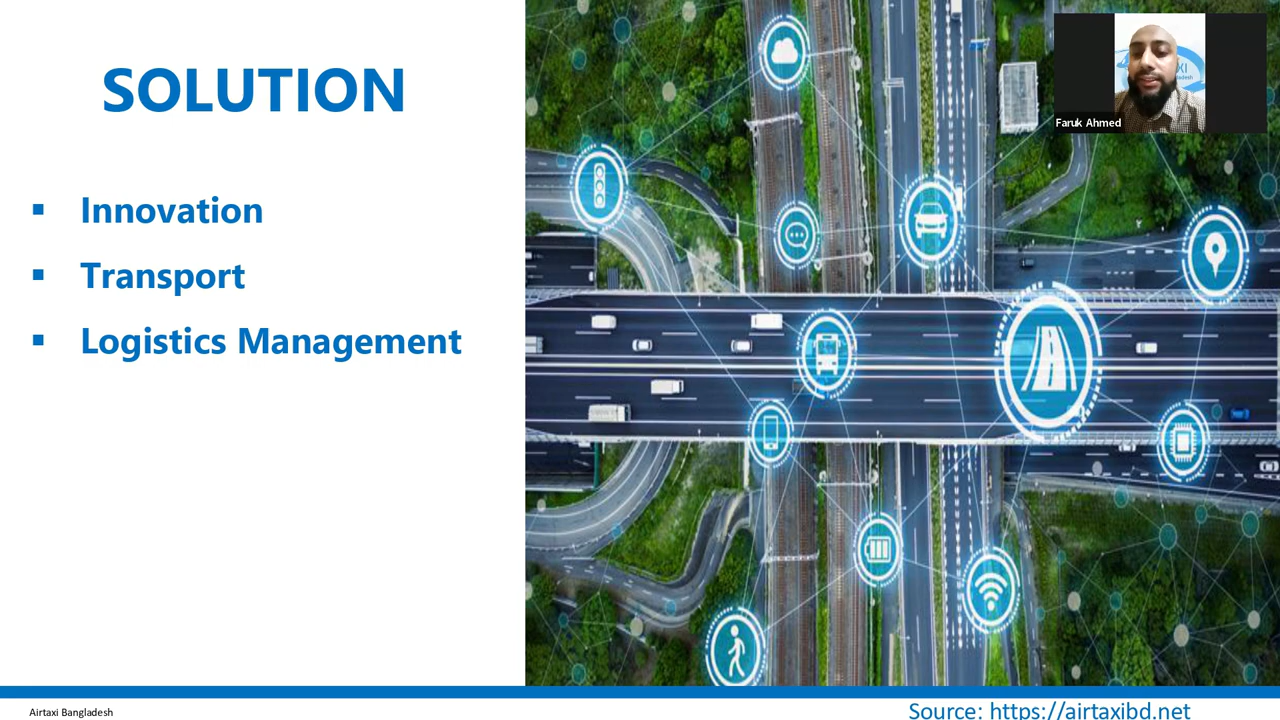 SOLUTION
Innovation
Transport
Logistics Management
Faruk Ahmed
Airtaxi Bangladesh
Source: https://airtaxibd.net